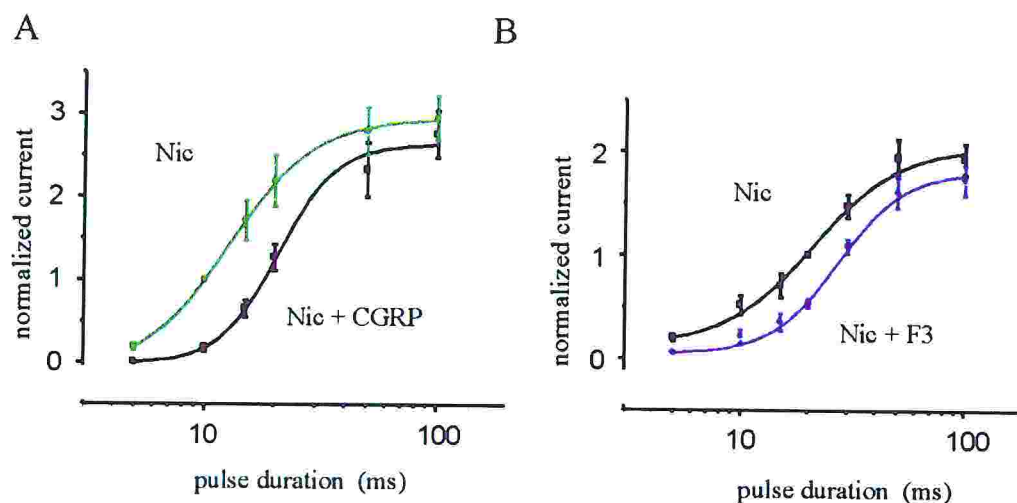 A
normalized current
3
2
1
0
Nic
Nic + CGRP
10
100
pulse duration (ms)
B
normalized current
2
1
0
Nic
Nic + F3
10
100
pulse duration (ms)